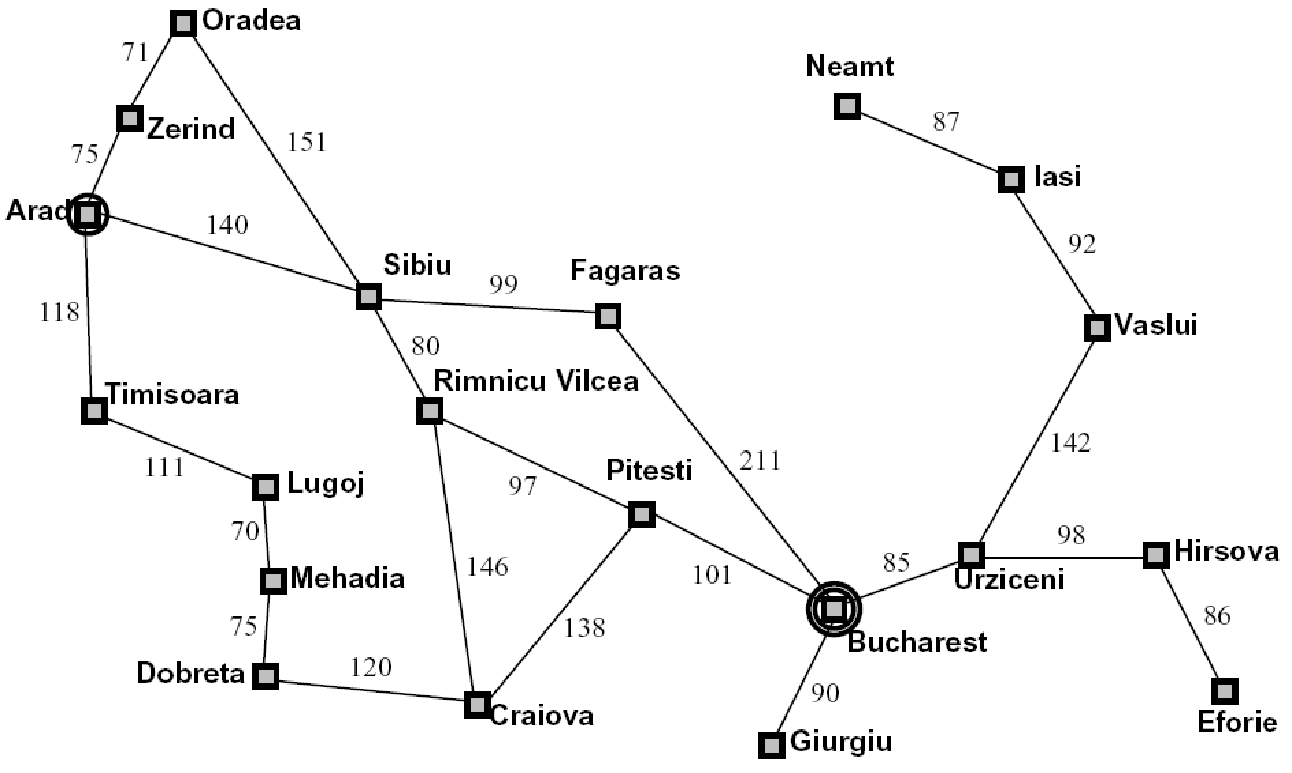 Oradea
71
Neamt
87
Zerind
151
75
Iasi
Arad
140
92
Sibiu
Fagaras
99
118
Vaslui
80
Rimnicu Vilcea
Timisoara
142
111
211
Pitesti
Lugoj
97
70
98
Hirsova
146
101
85
Urziceni
Mehadia
86
75
138
Bucharest
120
Dobreta
90
Craiova
Eforie
Giurgiu